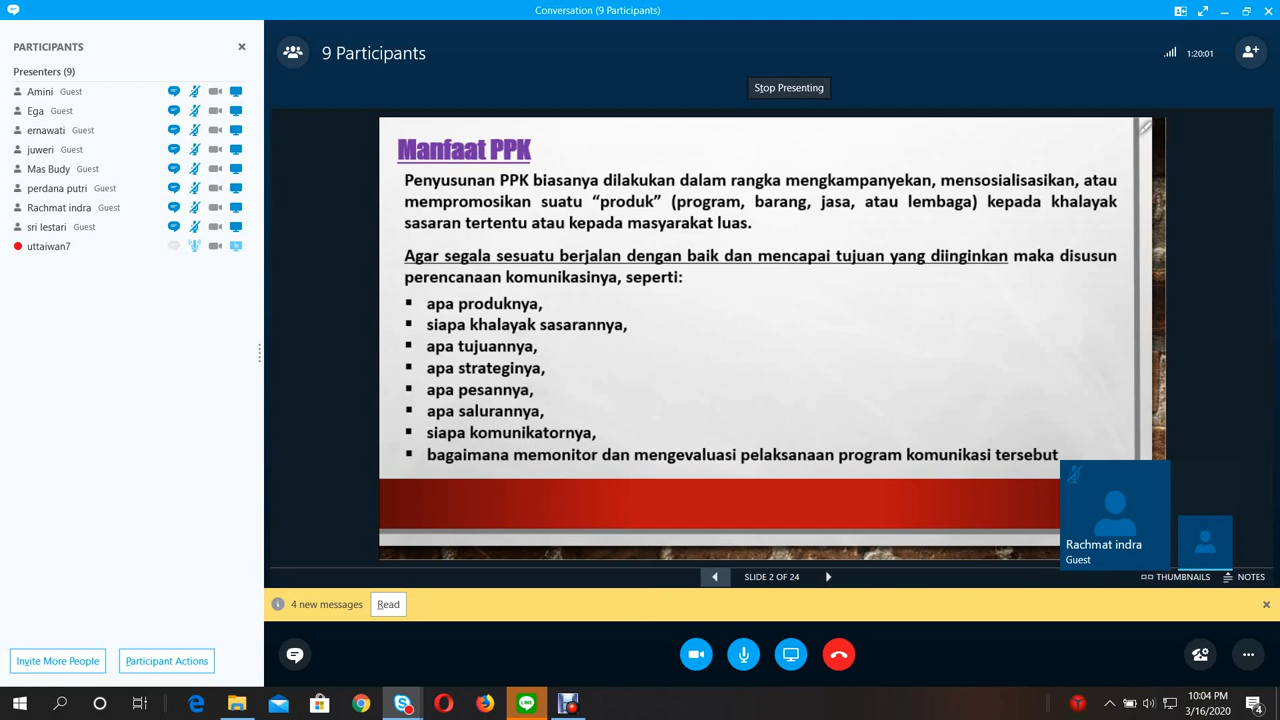 Conversation (9 Participants)
PARTICIPANTS
Presenters (9)
Amini Guest
Ega Guest
ernawati Guest
juweri Guest
Mas Budy Guest
perdana putri Guest
Rachmat indra Guest
sri lestari Guest
uttaiwan7
Invite More People
Participant Actions
9 Participants
1:20:01
Stop Presenting
Manfaat PPK
Penyusunan PPK biasanya dilakukan dalam rangka mengkampanyekan, mensosialisasikan, atau
mempromosikan suatu “produk” (program, barang, jasa, atau lembaga) kepada khalayak
sasaran tertentu atau kepada masyarakat luas.
Agar segala sesuatu berjalan dengan baik dan mencapai tujuan yang diinginkan maka disusun
perencanaan komunikasinya, seperti:
▪ apa produknya,
▪ siapa khalayak sasarannya,
▪ apa tujuannya,
▪ apa strateginya,
▪ apa pesannya,
▪ apa salurannya,
▪ siapa komunikatornya,
▪ bagaimana memonitor dan mengevaluasi pelaksanaan program komunikasi tersebut
Rachmat indra
Guest
SLIDE 2 OF 24
THUMBNAILS
NOTES
4 new messages
Read
LINE
10:04 PM
3/16/2020
4